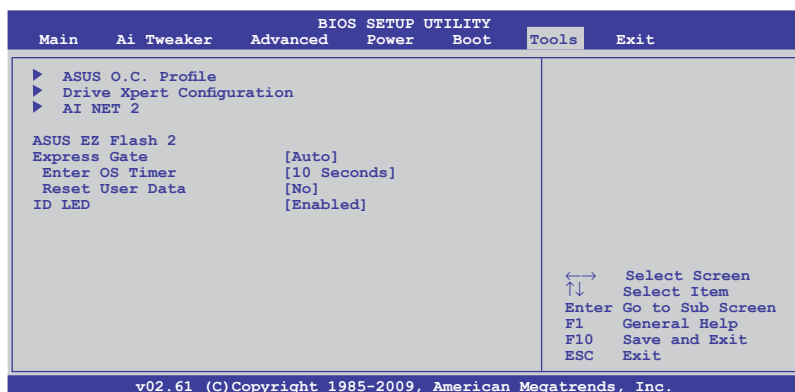 BIOS SETUP UTILITY
Main Ai Tweaker Advanced Power Boot Tools Exit
ASUS O.C. Profile
Drive Xpert Configuration
AI NET 2
ASUS EZ Flash 2
Express Gate [Auto]
Enter OS Timer [10 Seconds]
Reset User Data [No]
ID LED [Enabled]
←→ Select Screen
↑↓ Select Item
Enter Go to Sub Screen
F1 General Help
F10 Save and Exit
ESC Exit
v02.61 (C)Copyright 1985-2009, American Megatrends, Inc.